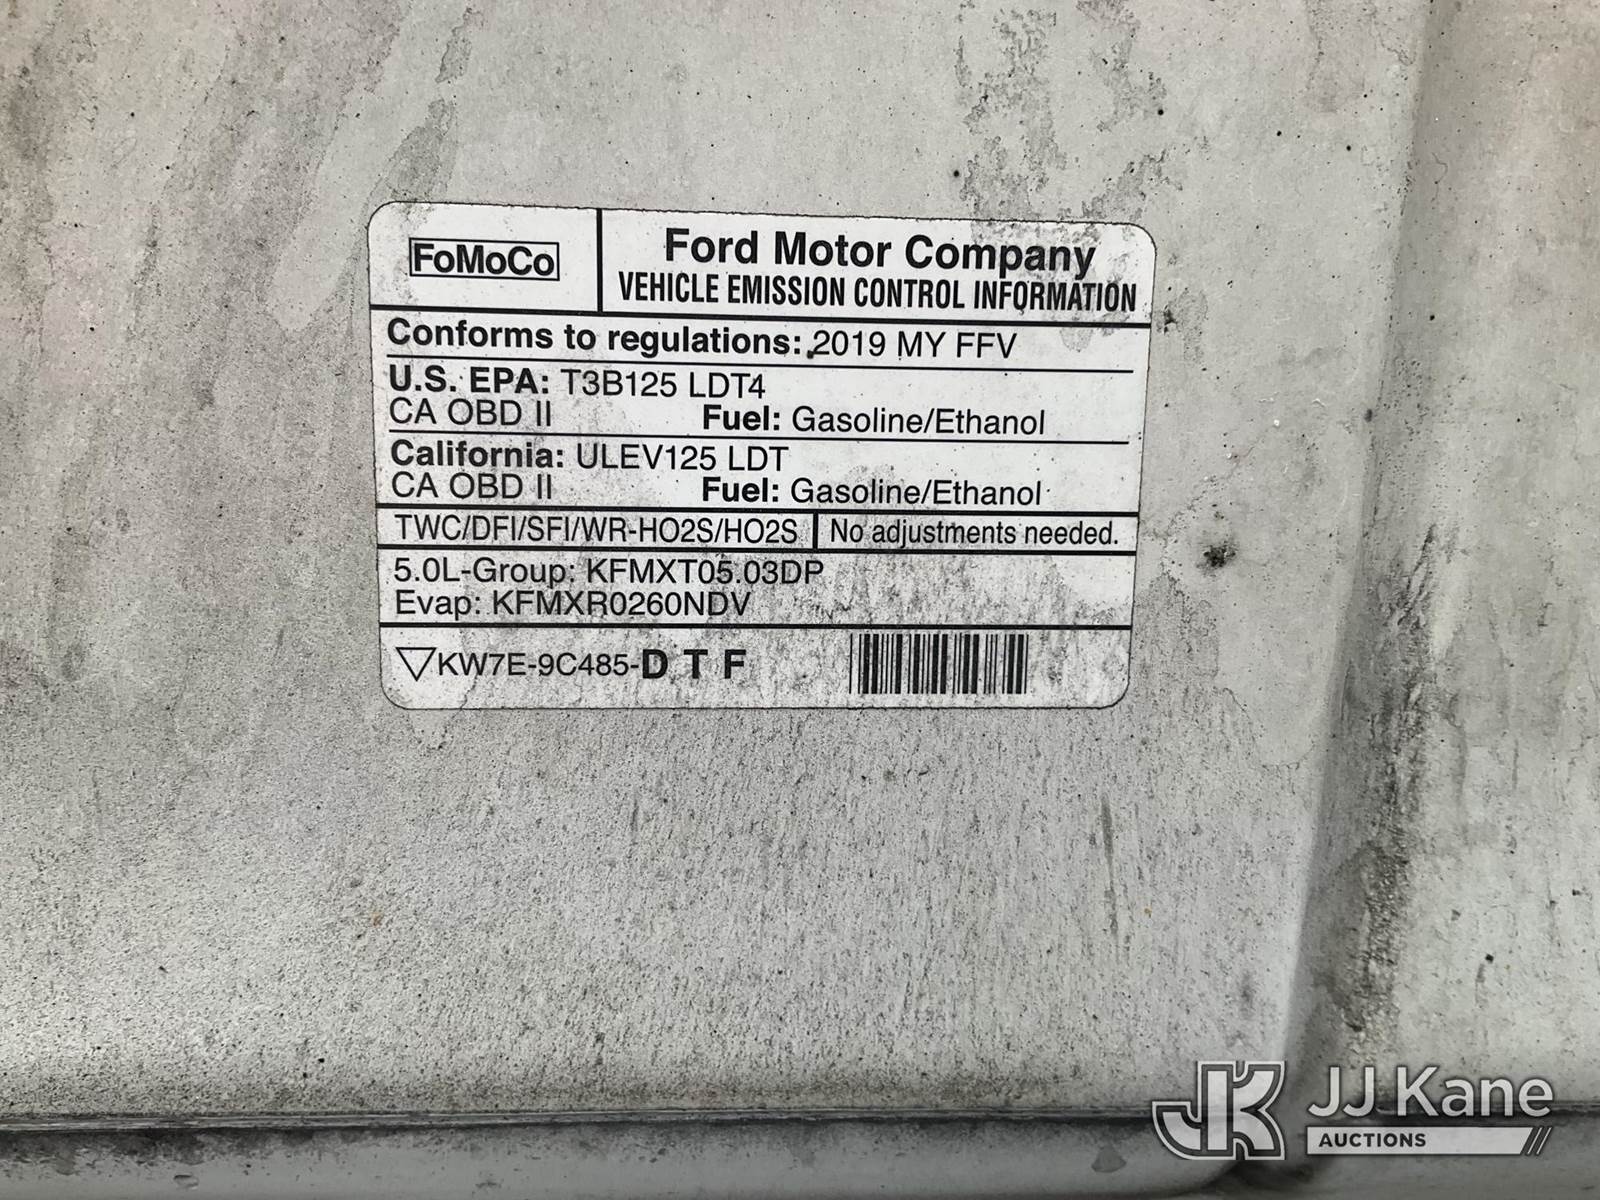 FoMoCo
Ford Motor Company
VEHICLE EMISSION CONTROL INFORMATION
Conforms to regulations: 2019 MY FFV
U.S. EPA: T3B125 LDT4
CA OBD II Fuel: Gasoline/Ethanol
California: ULEV125 LDT
CA OBD II Fuel: Gasoline/Ethanol
TWC/DFI/SFI/WR-HO2S/HO2S No adjustments needed.
5.0L-Group: KFMXT05.03DP
Evap: KFMXR0260NDV
KW7E-9C485-D T F
JK JJ Kane
AUCTIONS